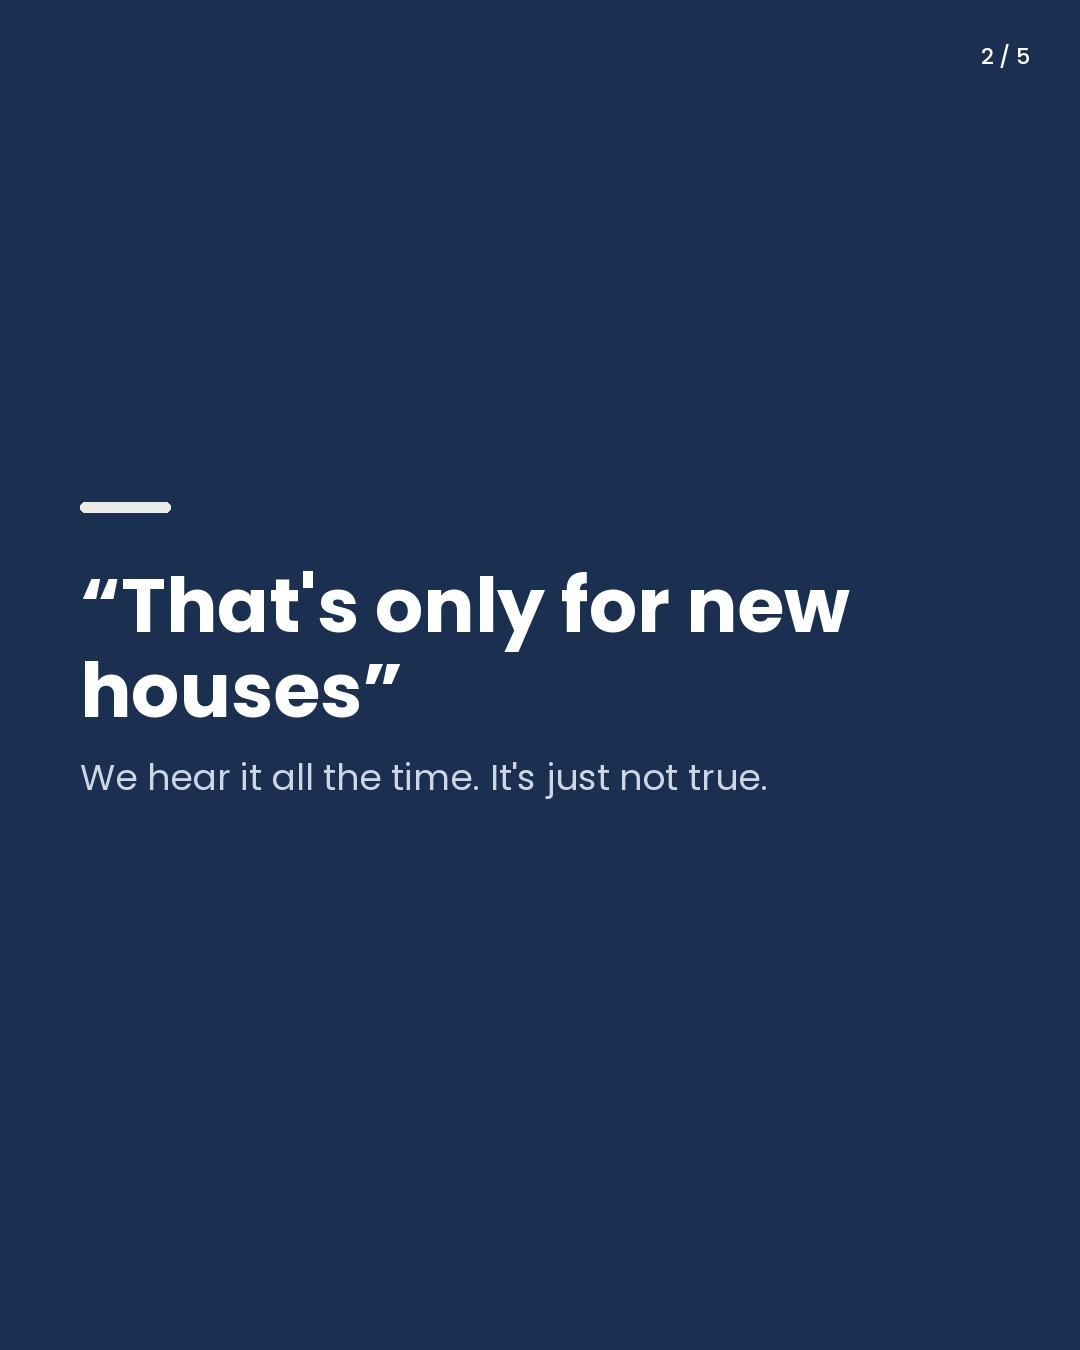 2 / 5
“That's only for new
houses”
We hear it all the time. It's just not true.